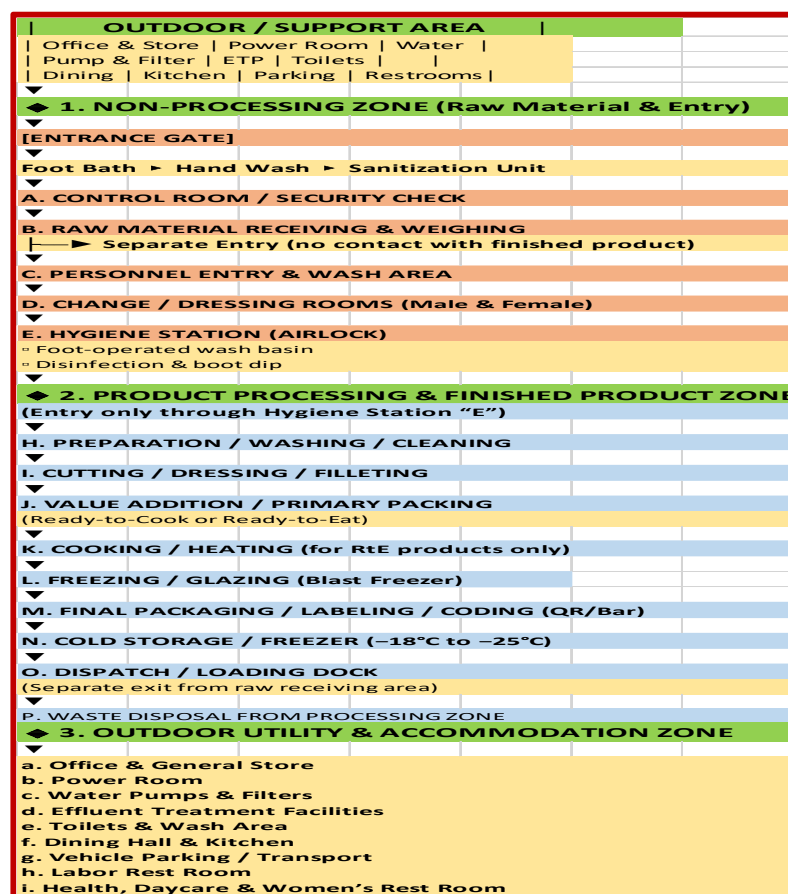 | OUTDOOR / SUPPORT AREA |
| Office & Store | Power Room | Water |
| Pump & Filter | ETP | Toilets | |
| Dining | Kitchen | Parking | Restrooms |
▼
◆ 1. NON-PROCESSING ZONE (Raw Material & Entry)
▼
[ENTRANCE GATE]
▼
Foot Bath ► Hand Wash ► Sanitization Unit
▼
A. CONTROL ROOM / SECURITY CHECK
▼
B. RAW MATERIAL RECEIVING & WEIGHING
├──► Separate Entry (no contact with finished product)
▼
C. PERSONNEL ENTRY & WASH AREA
▼
D. CHANGE / DRESSING ROOMS (Male & Female)
▼
E. HYGIENE STATION (AIRLOCK)
▫ Foot-operated wash basin
▫ Disinfection & boot dip
▼
◆ 2. PRODUCT PROCESSING & FINISHED PRODUCT ZONE
(Entry only through Hygiene Station “E”)
▼
H. PREPARATION / WASHING / CLEANING
▼
I. CUTTING / DRESSING / FILLETING
▼
J. VALUE ADDITION / PRIMARY PACKING
(Ready-to-Cook or Ready-to-Eat)
▼
K. COOKING / HEATING (for RtE products only)
▼
L. FREEZING / GLAZING (Blast Freezer)
▼
M. FINAL PACKAGING / LABELING / CODING (QR/Bar)
▼
N. COLD STORAGE / FREEZER (–18°C to –25°C)
▼
O. DISPATCH / LOADING DOCK
(Separate exit from raw receiving area)
▼
P. WASTE DISPOSAL FROM PROCESSING ZONE
◆ 3. OUTDOOR UTILITY & ACCOMMODATION ZONE
▼
a. Office & General Store
b. Power Room
c. Water Pumps & Filters
d. Effluent Treatment Facilities
e. Toilets & Wash Area
f. Dining Hall & Kitchen
g. Vehicle Parking / Transport
h. Labor Rest Room
i. Health, Daycare & Women’s Rest Room